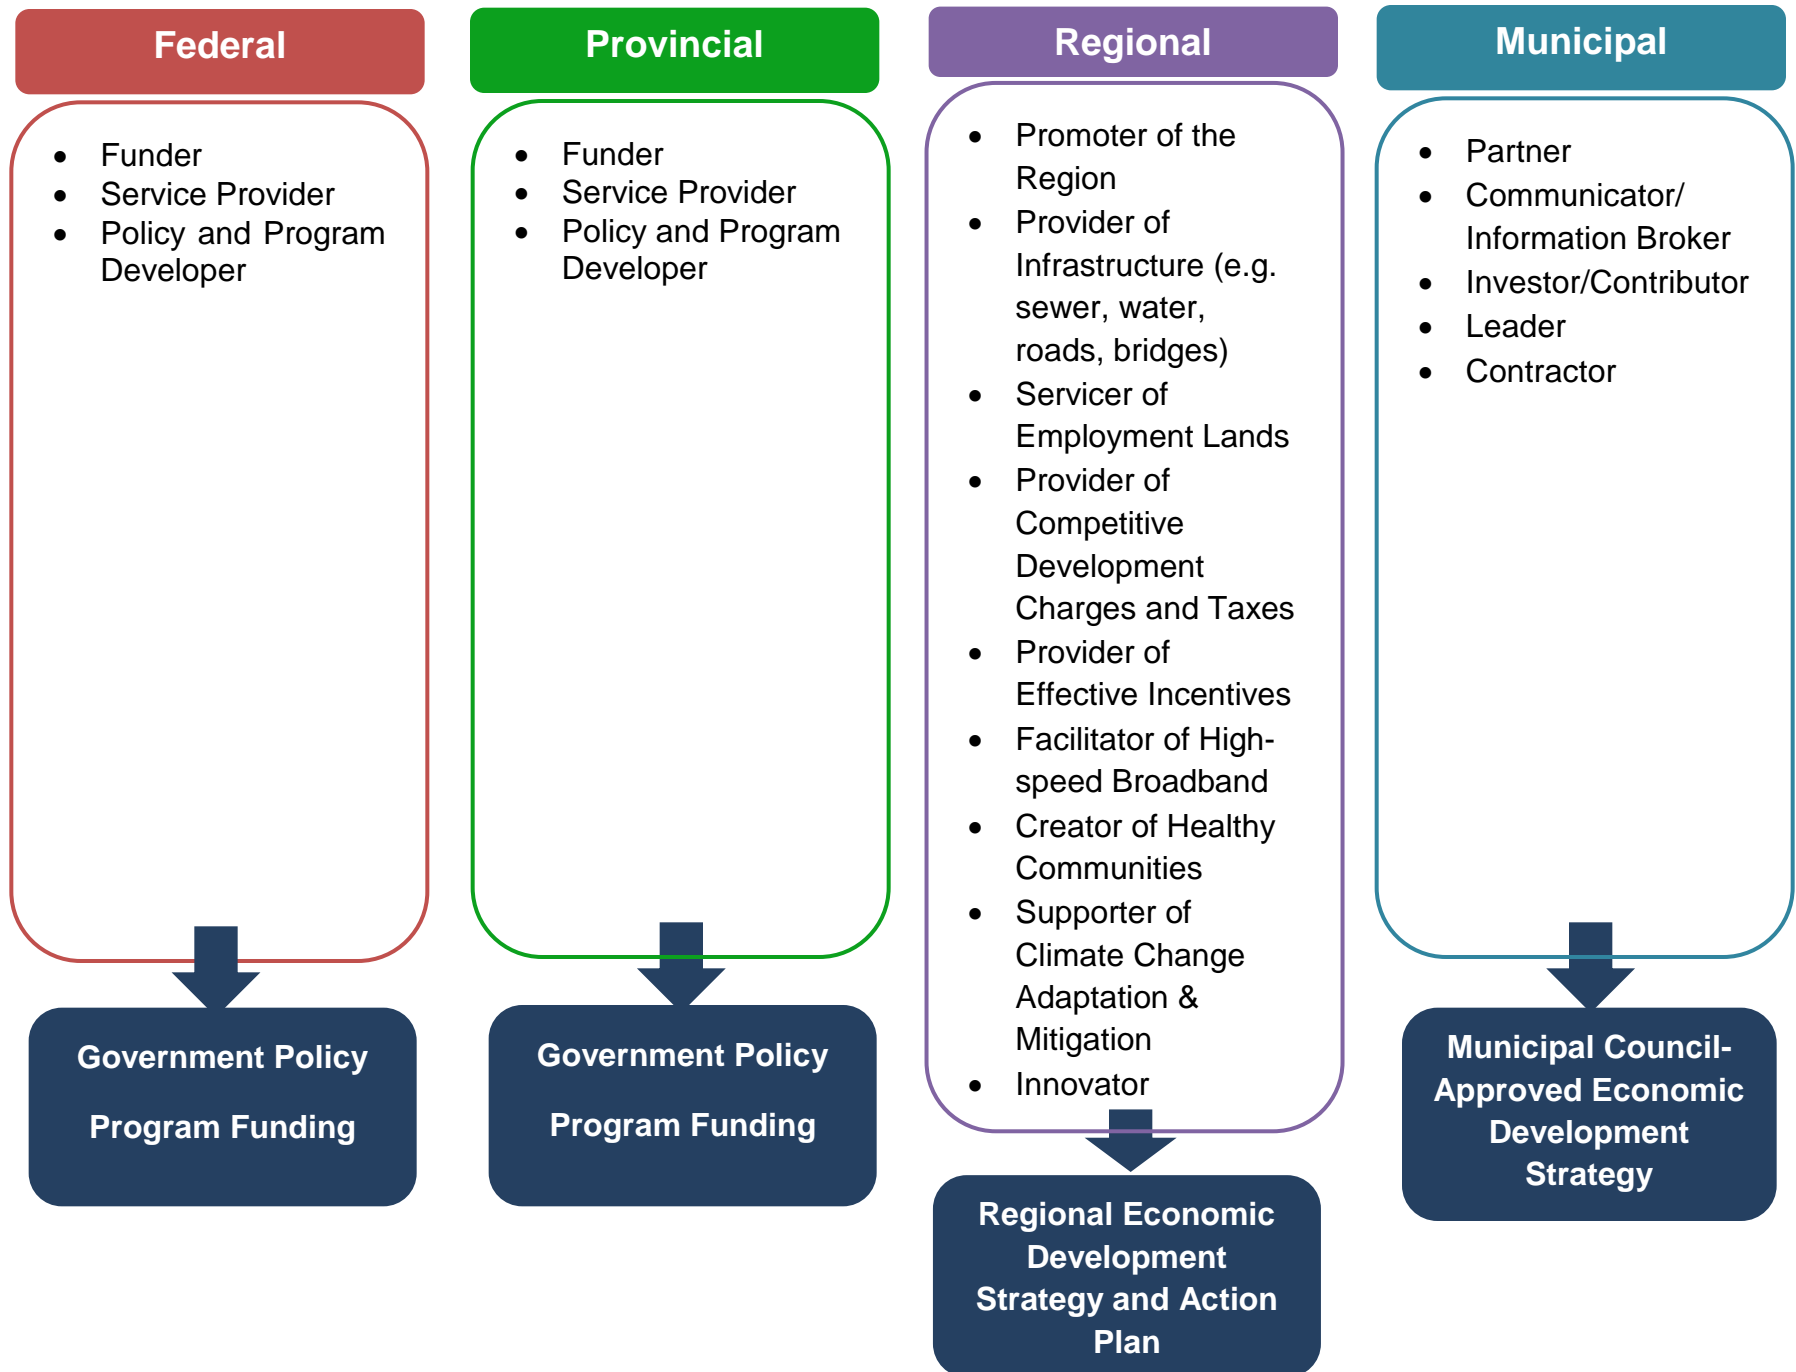 Federal
• Funder
• Service Provider
• Policy and Program
Developer
Government Policy
Program Funding
Provincial
• Funder
• Service Provider
• Policy and Program
Developer
Government Policy
Program Funding
Regional
• Promoter of the
Region
• Provider of
Infrastructure (e.g.
sewer, water,
roads, bridges)
• Servicer of
Employment Lands
• Provider of
Competitive
Development
Charges and Taxes
• Provider of
Effective Incentives
• Facilitator of High-
speed Broadband
• Creator of Healthy
Communities
• Supporter of
Climate Change
Adaptation &
Mitigation
• Innovator
Regional Economic
Development
Strategy and Action
Plan
Municipal
• Partner
• Communicator/
Information Broker
• Investor/Contributor
• Leader
• Contractor
Municipal Council-
Approved Economic
Development
Strategy